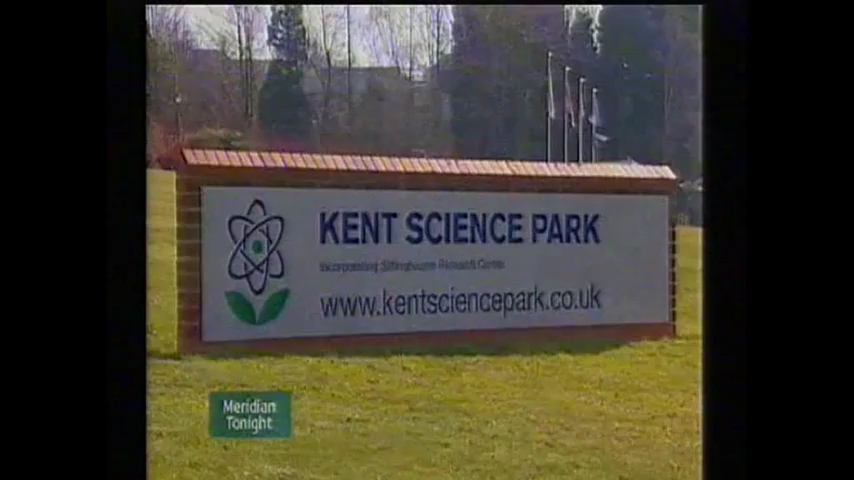 KENT SCIENCE PARK
Incorporating Sittingbourne Research Centre
www.kentsciencepark.co.uk
Meridian
Tonight